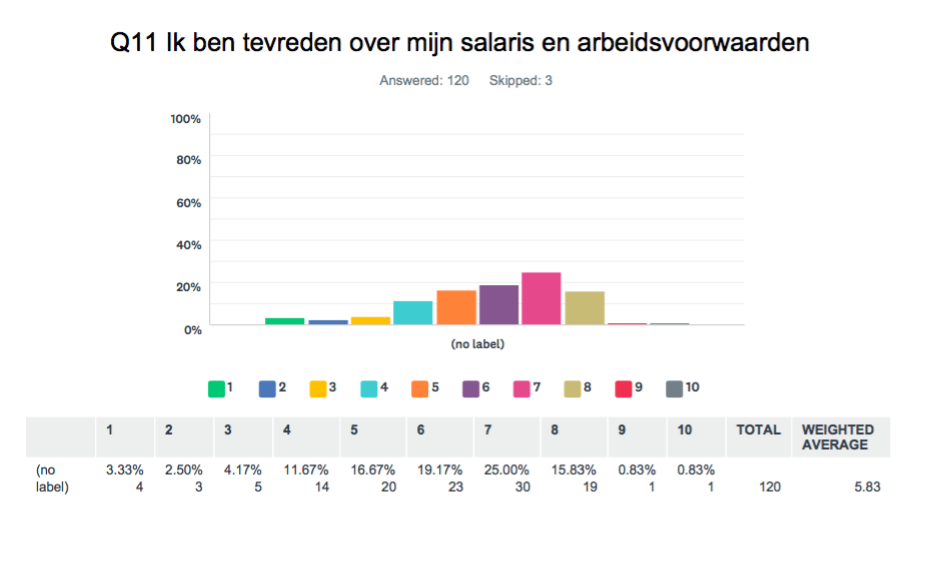 Q11 Ik ben tevreden over mijn salaris en arbeidsvoorwaarden
Answered: 120 Skipped: 3
100%
80%
60%
40%
20%
0%
(no label)
1 2 3 4 5 6 7 8 9 10
1 2 3 4 5 6 7 8 9 10 TOTAL WEIGHTED
AVERAGE
(no 3.33% 2.50% 4.17% 11.67% 16.67% 19.17% 25.00% 15.83% 0.83% 0.83%
label) 4 3 5 14 20 23 30 19 1 1 120 5.83